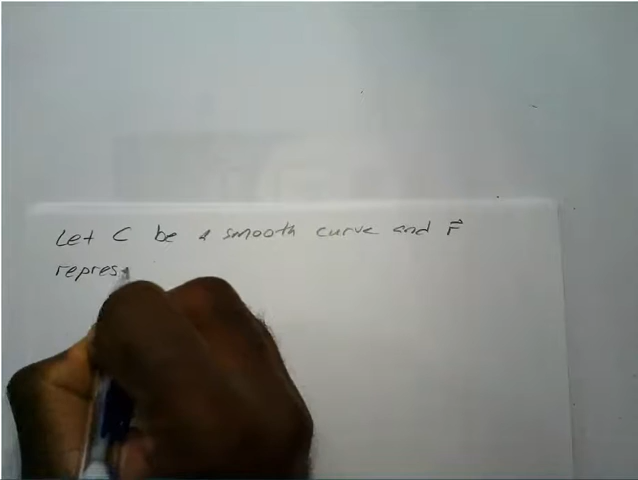 Let C be a smooth curve and r⃗
repres